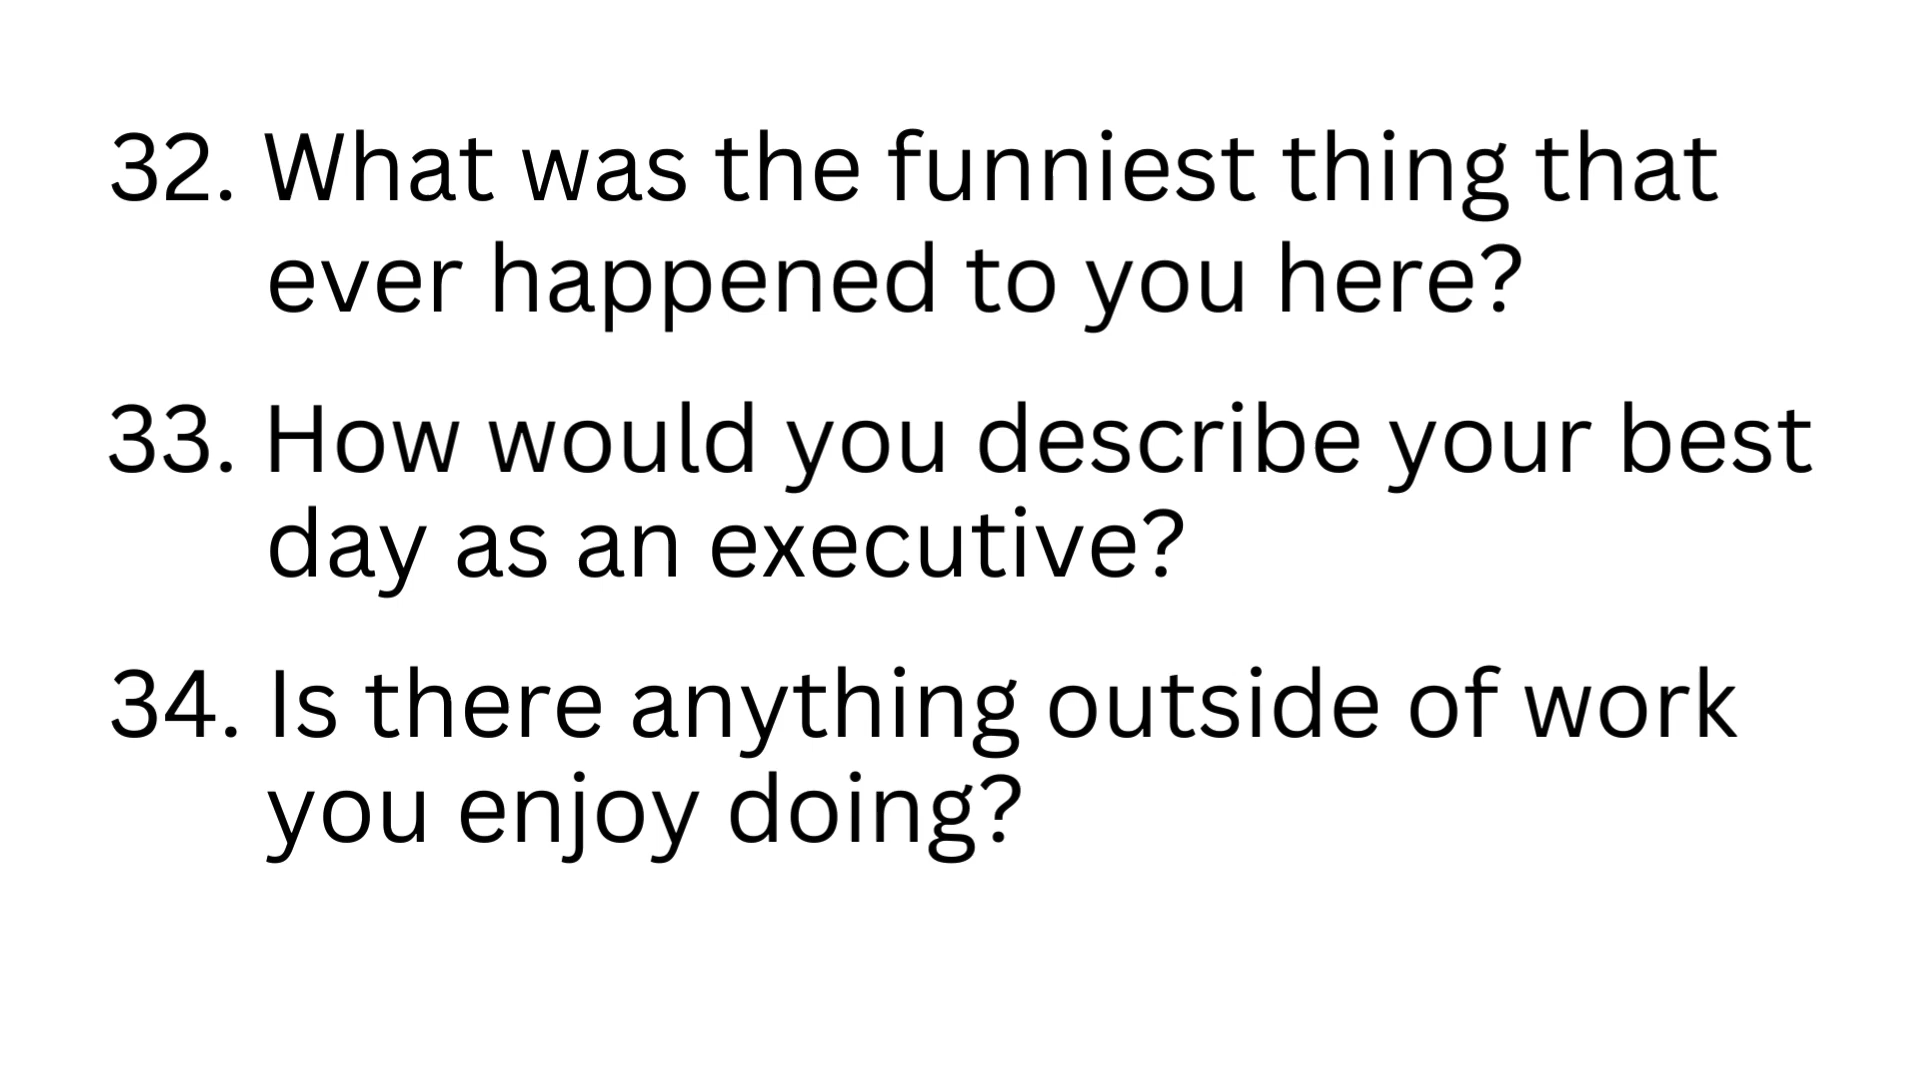 32. What was the funniest thing that
ever happened to you here?
33. How would you describe your best
day as an executive?
34. Is there anything outside of work
you enjoy doing?